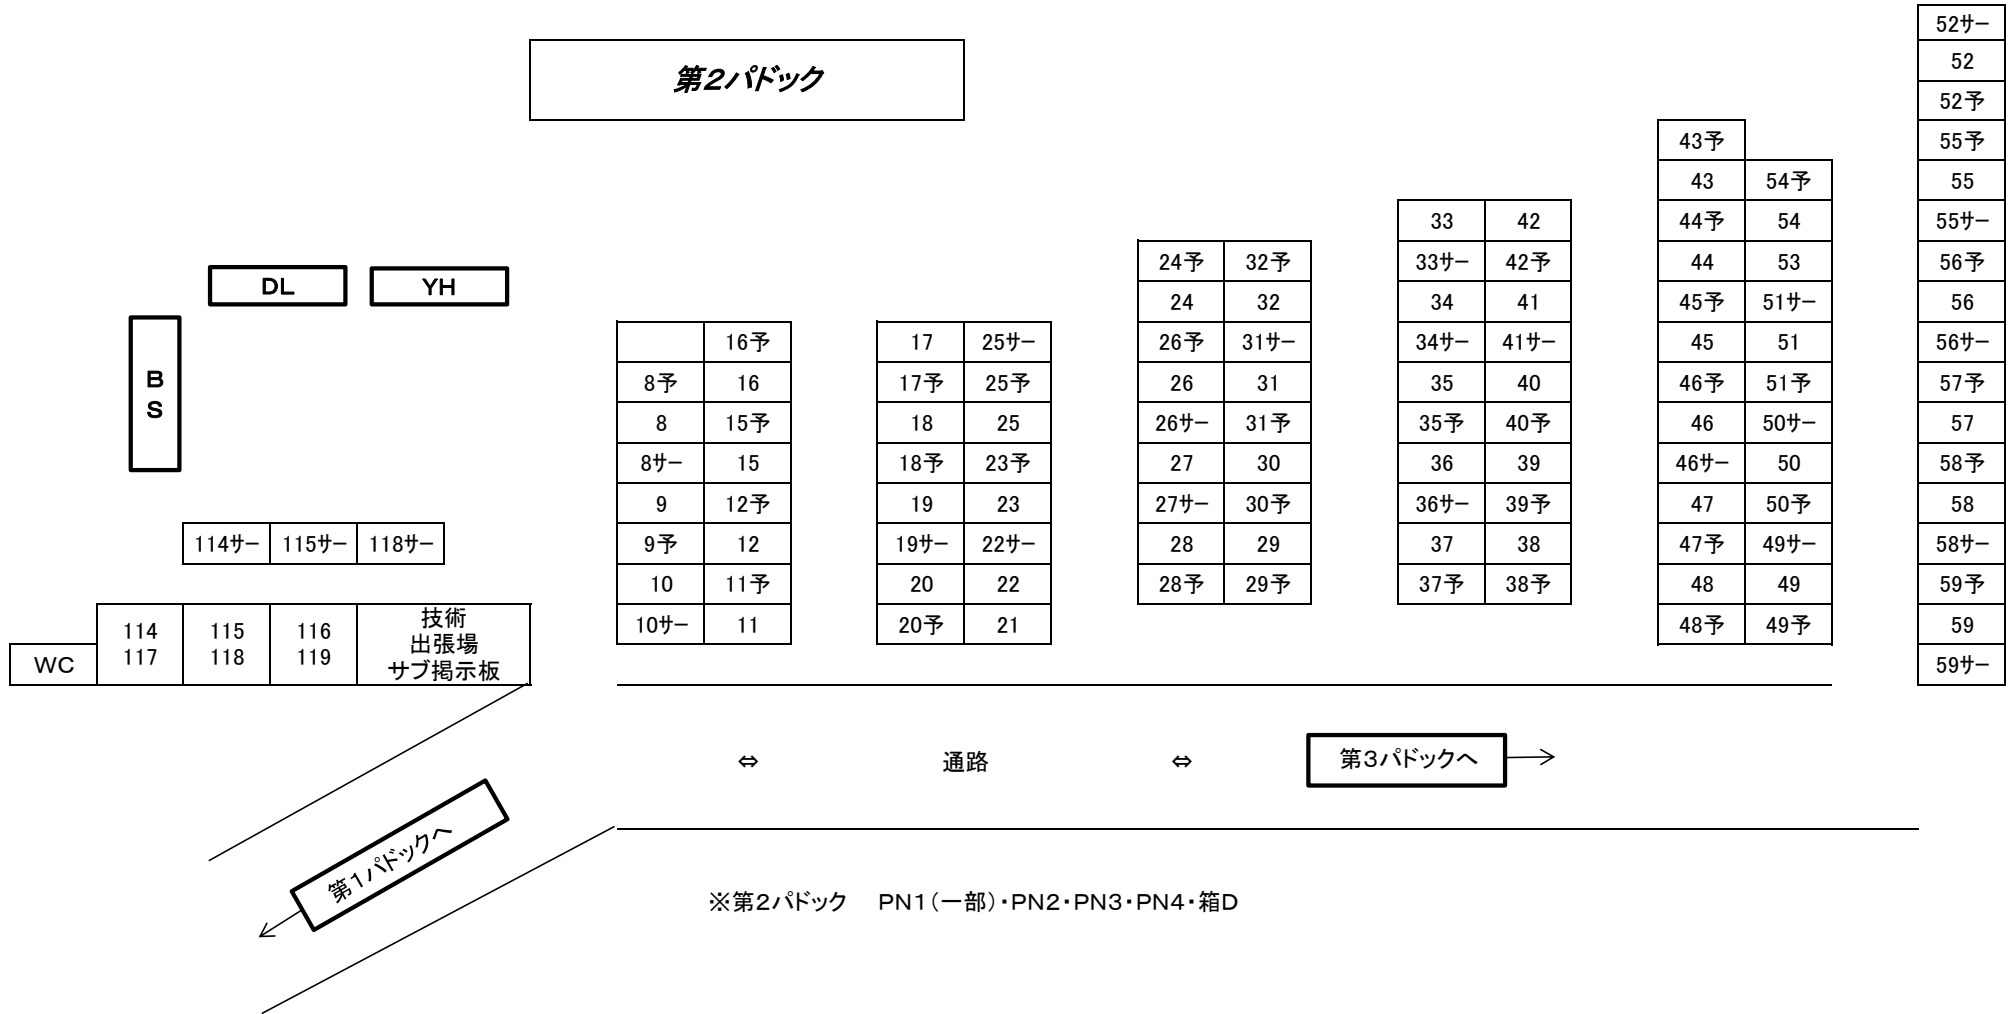 第2パドック
DL
YH
B
S
114サー 115サー 118サー
WC
114 115 116
117 118 119
技術
出張場
サブ掲示板
16予
8予 16
8 15予
8サー 15
9 12予
9予 12
10 11予
10サー 11
17 25サー
17予 25予
18 25
18予 23予
19 23
19サー 22サー
20 22
20予 21
24予 32予
24 32
26予 31サー
26 31
26サー 31予
27 30
27サー 30予
28 29
28予 29予
33 42
33サー 42予
34 41
34サー 41サー
35 40
35予 40予
36 39
36サー 39予
37 38
37予 38予
43予
43 54予
44予 54
44 53
45予 51サー
45 51
46予 51予
46 50サー
46サー 50
47 50予
47予 49サー
48 49
48予 49予
52サー
52
52予
55予
55
55サー
56予
56
56サー
57予
57
58予
58
58サー
59予
59
59サー
⇔ 通路 ⇔
第3パドックへ
第1パドックへ
※第2パドック PN1(一部)・PN2・PN3・PN4・箱D